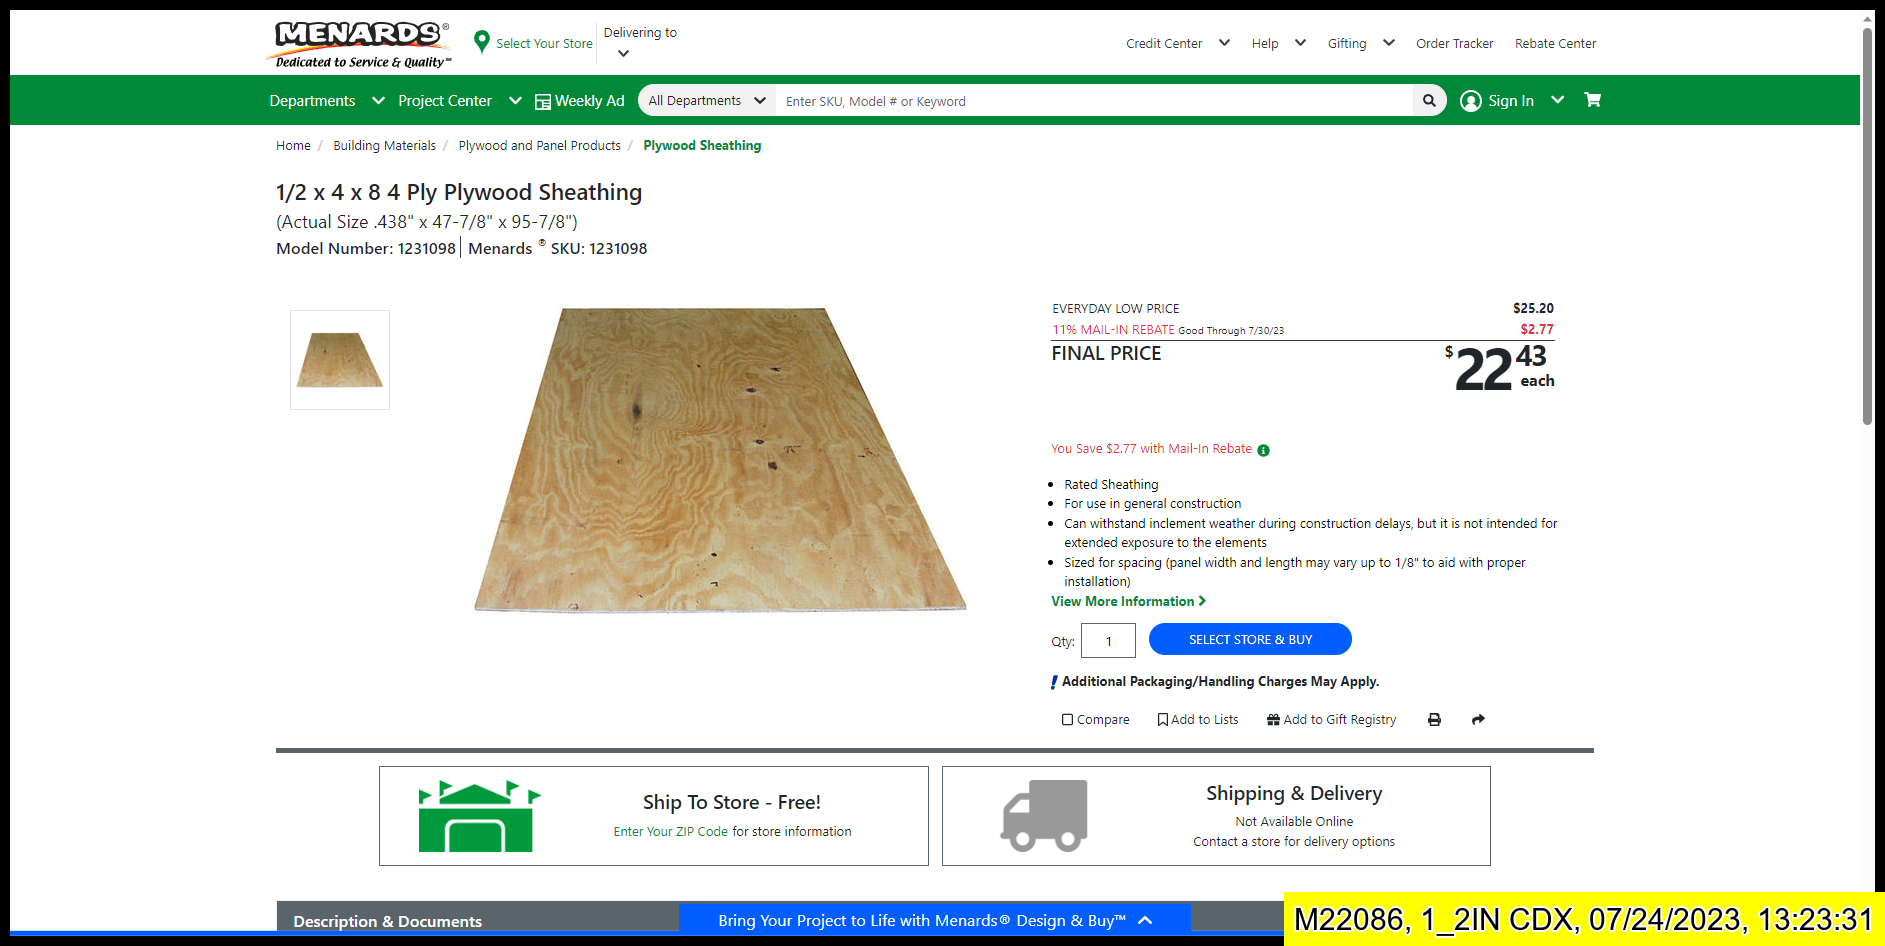 MENARDS®
Dedicated to Service & Quality℠
Select Your Store
Delivering to
Credit Center
Help
Gifting
Order Tracker
Rebate Center
Departments
Project Center
Weekly Ad
All Departments
Enter SKU, Model # or Keyword
Sign In
Home / Building Materials / Plywood and Panel Products / Plywood Sheathing
1/2 x 4 x 8 4 Ply Plywood Sheathing
(Actual Size .438" x 47-7/8" x 95-7/8")
Model Number: 1231098 | Menards ® SKU: 1231098
EVERYDAY LOW PRICE $25.20
11% MAIL-IN REBATE Good Through 7/30/23 $2.77
FINAL PRICE $22 43 each
You Save $2.77 with Mail-In Rebate
• Rated Sheathing
• For use in general construction
• Can withstand inclement weather during construction delays, but it is not intended for
extended exposure to the elements
• Sized for spacing (panel width and length may vary up to 1/8" to aid with proper
installation)
View More Information
Qty: 1 SELECT STORE & BUY
Additional Packaging/Handling Charges May Apply.
Compare
Add to Lists
Add to Gift Registry
Ship To Store - Free!
Enter Your ZIP Code for store information
Shipping & Delivery
Not Available Online
Contact a store for delivery options
Description & Documents
Bring Your Project to Life with Menards® Design & Buy™
M22086, 1_2IN CDX, 07/24/2023, 13:23:31